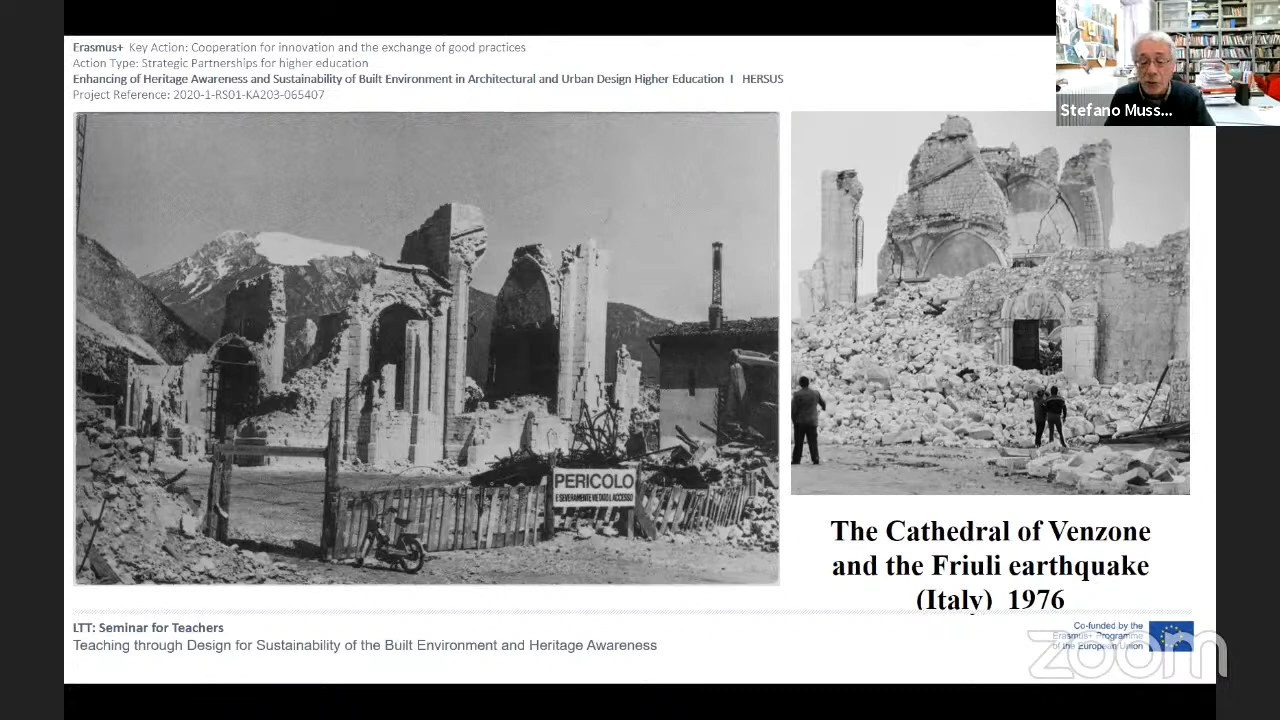 Erasmus+ Key Action: Cooperation for innovation and the exchange of good practices
Action Type: Strategic Partnerships for higher education
Enhancing of Heritage Awareness and Sustainability of Built Environment in Architectural and Urban Design Higher Education I HERSUS
Project Reference: 2020-1-RS01-KA203-065407
Stefano Muss...
PERICOLO
E SEVERAMENTE VIETATO L'ACCESSO
The Cathedral of Venzone
and the Friuli earthquake
(Italy) 1976
LTT: Seminar for Teachers
Teaching through Design for Sustainability of the Built Environment and Heritage Awareness
Co-funded by the
Erasmus+ Programme
of the European Union
zoom